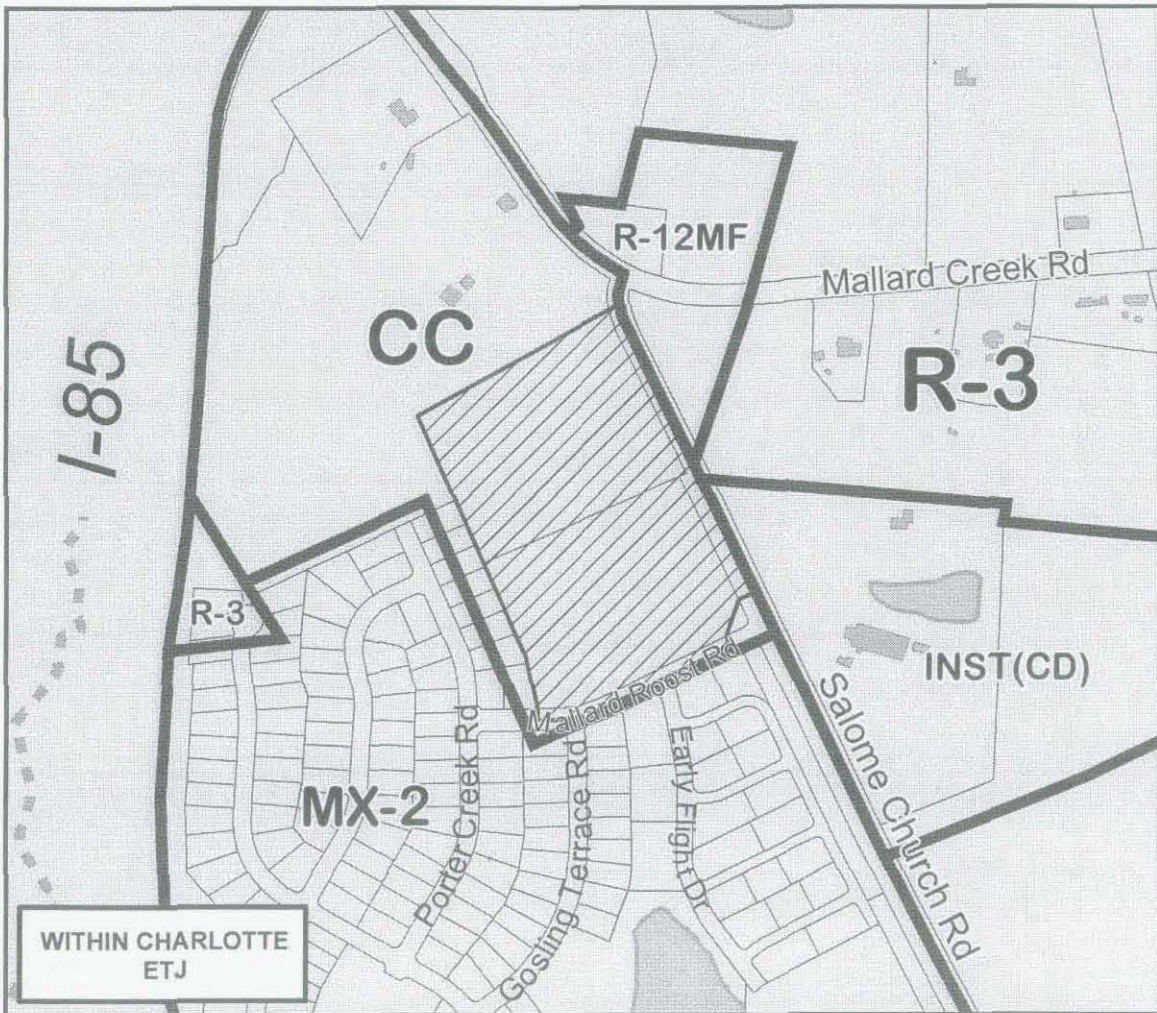 R-12MF
Mallard Creek Rd
CC
R-3
I-85
R-3
INST(CD)
Mallard Roost Rd
Salome Church Rd
MX-2
Porter Creek Rd
Gosling Terrace Rd
Early Flight Dr
WITHIN CHARLOTTE
ETJ